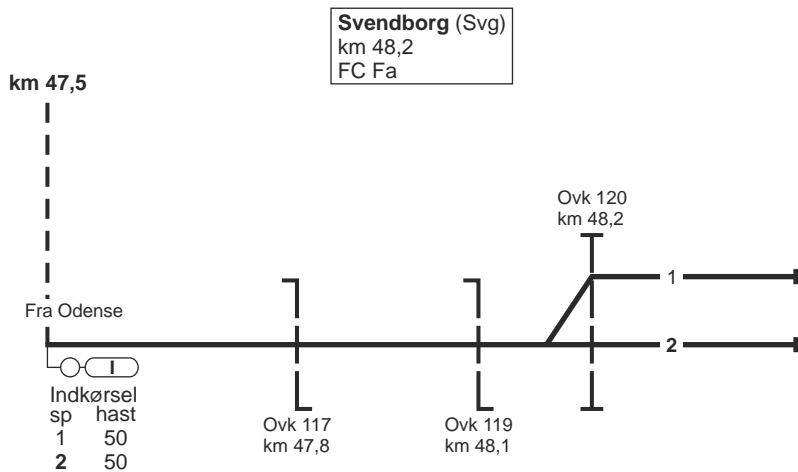 Svendborg (Svg)
km 48,2
FC Fa
km 47,5
Ovk 120
km 48,2
1
Fra Odense
2
I
Indkørsel
sp hast
1 50
2 50
Ovk 117
km 47,8
Ovk 119
km 48,1